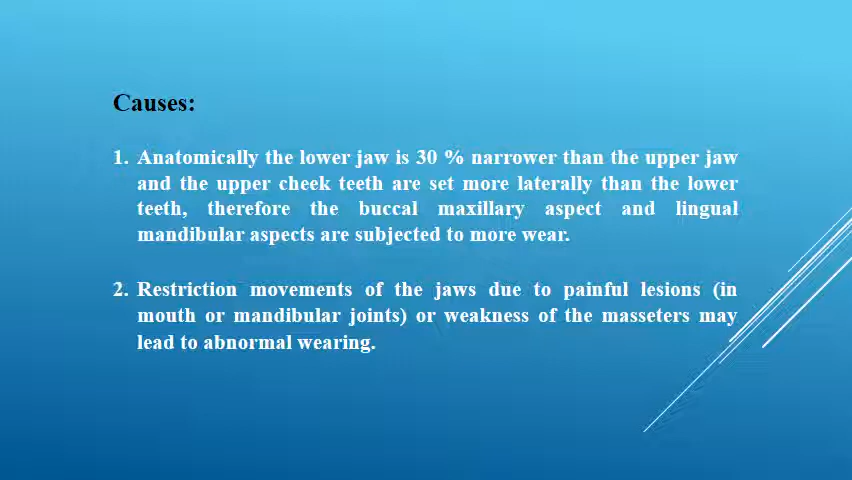 Causes:
1. Anatomically the lower jaw is 30 % narrower than the upper jaw
and the upper cheek teeth are set more laterally than the lower
teeth, therefore the buccal maxillary aspect and lingual
mandibular aspects are subjected to more wear.
2. Restriction movements of the jaws due to painful lesions (in
mouth or mandibular joints) or weakness of the masseters may
lead to abnormal wearing.